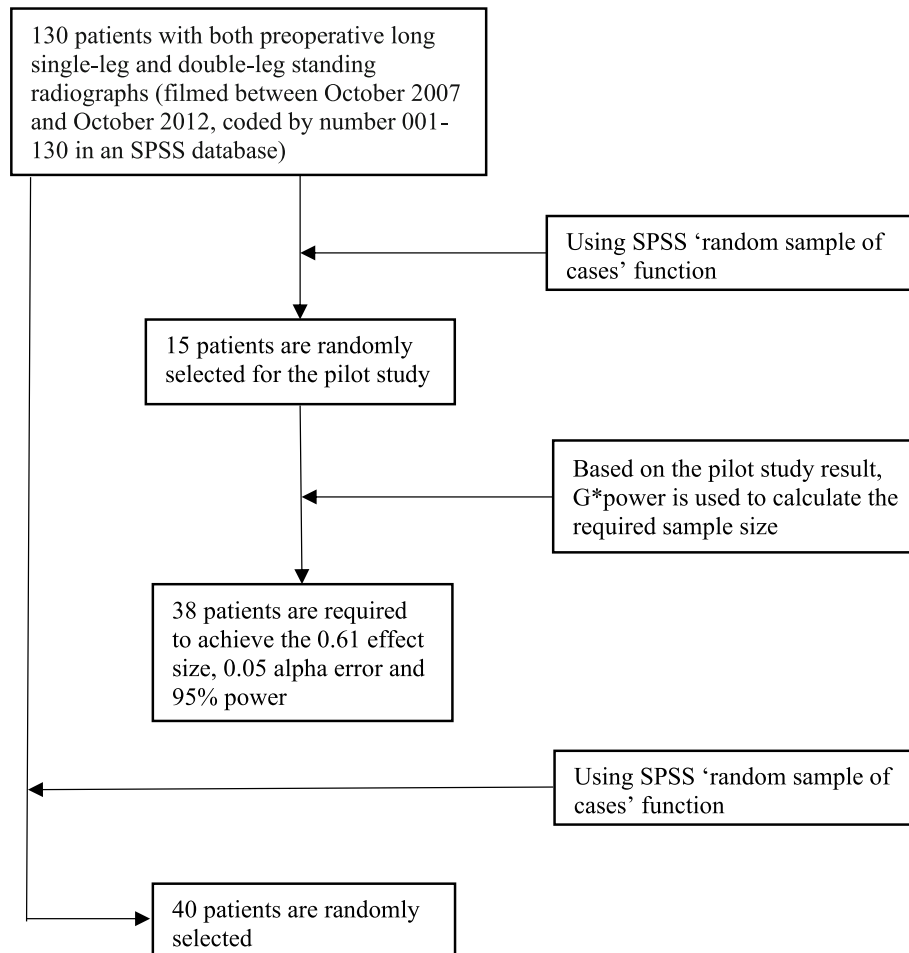 130 patients with both preoperative long
single-leg and double-leg standing
radiographs (filmed between October 2007
and October 2012, coded by number 001-
130 in an SPSS database)
Using SPSS ‘random sample of
cases’ function
15 patients are randomly
selected for the pilot study
Based on the pilot study result,
G*power is used to calculate the
required sample size
38 patients are required
to achieve the 0.61 effect
size, 0.05 alpha error and
95% power
Using SPSS ‘random sample of
cases’ function
40 patients are randomly
selected